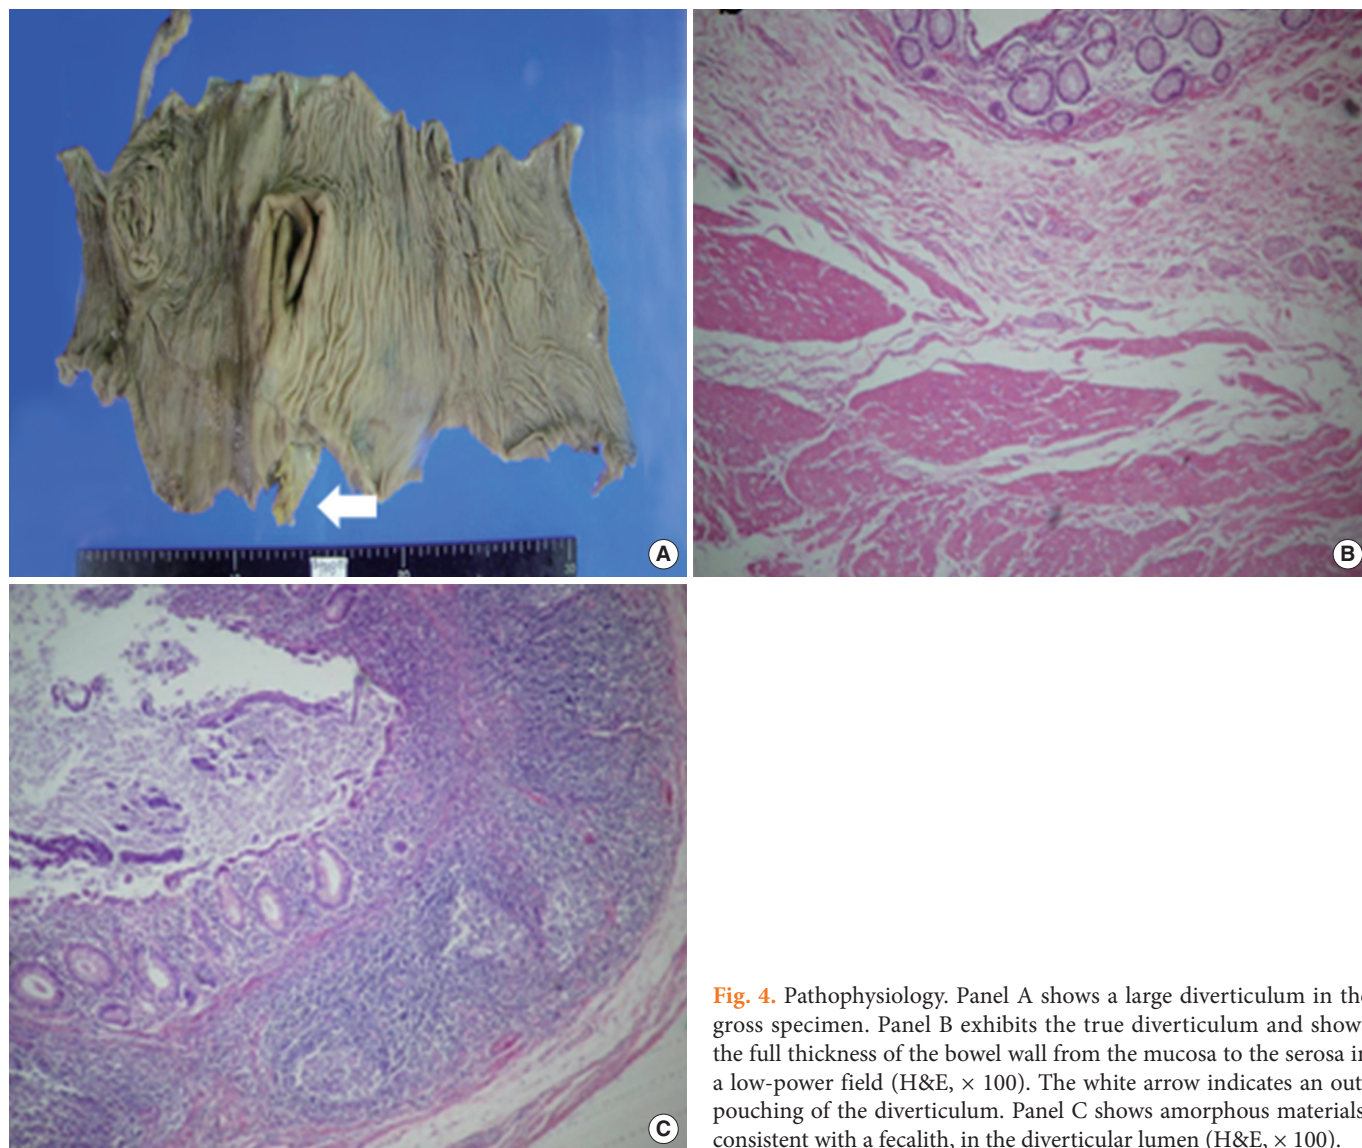 A
B
C
Fig. 4. Pathophysiology. Panel A shows a large diverticulum in the
gross specimen. Panel B exhibits the true diverticulum and show
the full thickness of the bowel wall from the mucosa to the serosa in
a low-power field (H&E, × 100). The white arrow indicates an out
pouching of the diverticulum. Panel C shows amorphous materials
consistent with a fecalith, in the diverticular lumen (H&E, × 100).